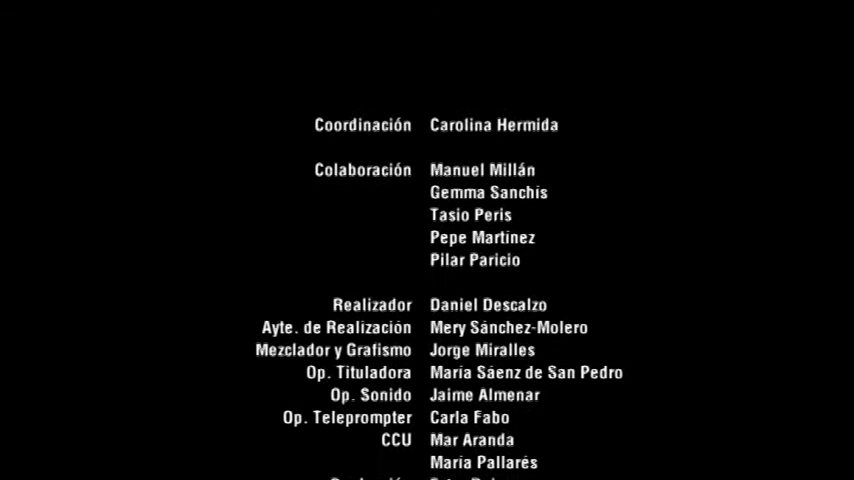 Coordinación Carolina Hermida
Colaboración Manuel Millán
Gemma Sanchís
Tasio Peris
Pepe Martínez
Pilar Paricio
Realizador Daniel Descalzo
Ayte. de Realización Mery Sánchez-Molero
Mezclador y Grafismo Jorge Miralles
Op. Tituladora María Sáenz de San Pedro
Op. Sonido Jaime Almenar
Op. Teleprompter Carla Fabo
CCU Mar Aranda
María Pallarés